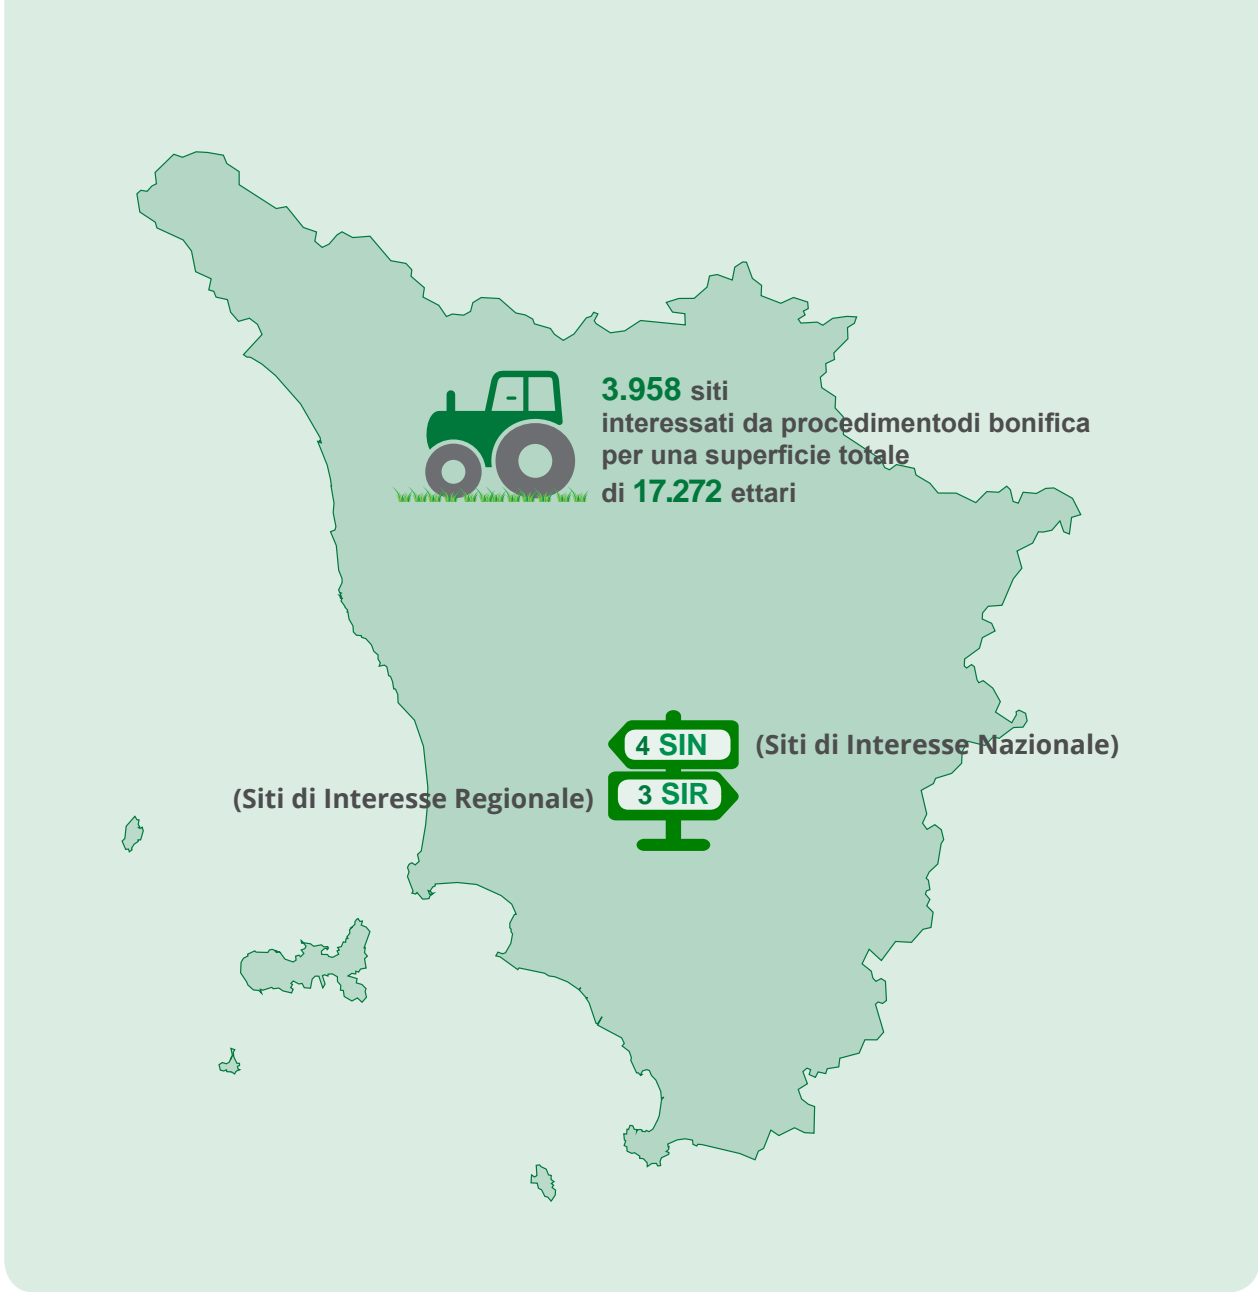 3.958 siti
interessati da procedimentodi bonifica
per una superficie totale
di 17.272 ettari
4 SIN
(Siti di Interesse Nazionale)
(Siti di Interesse Regionale)
3 SIR